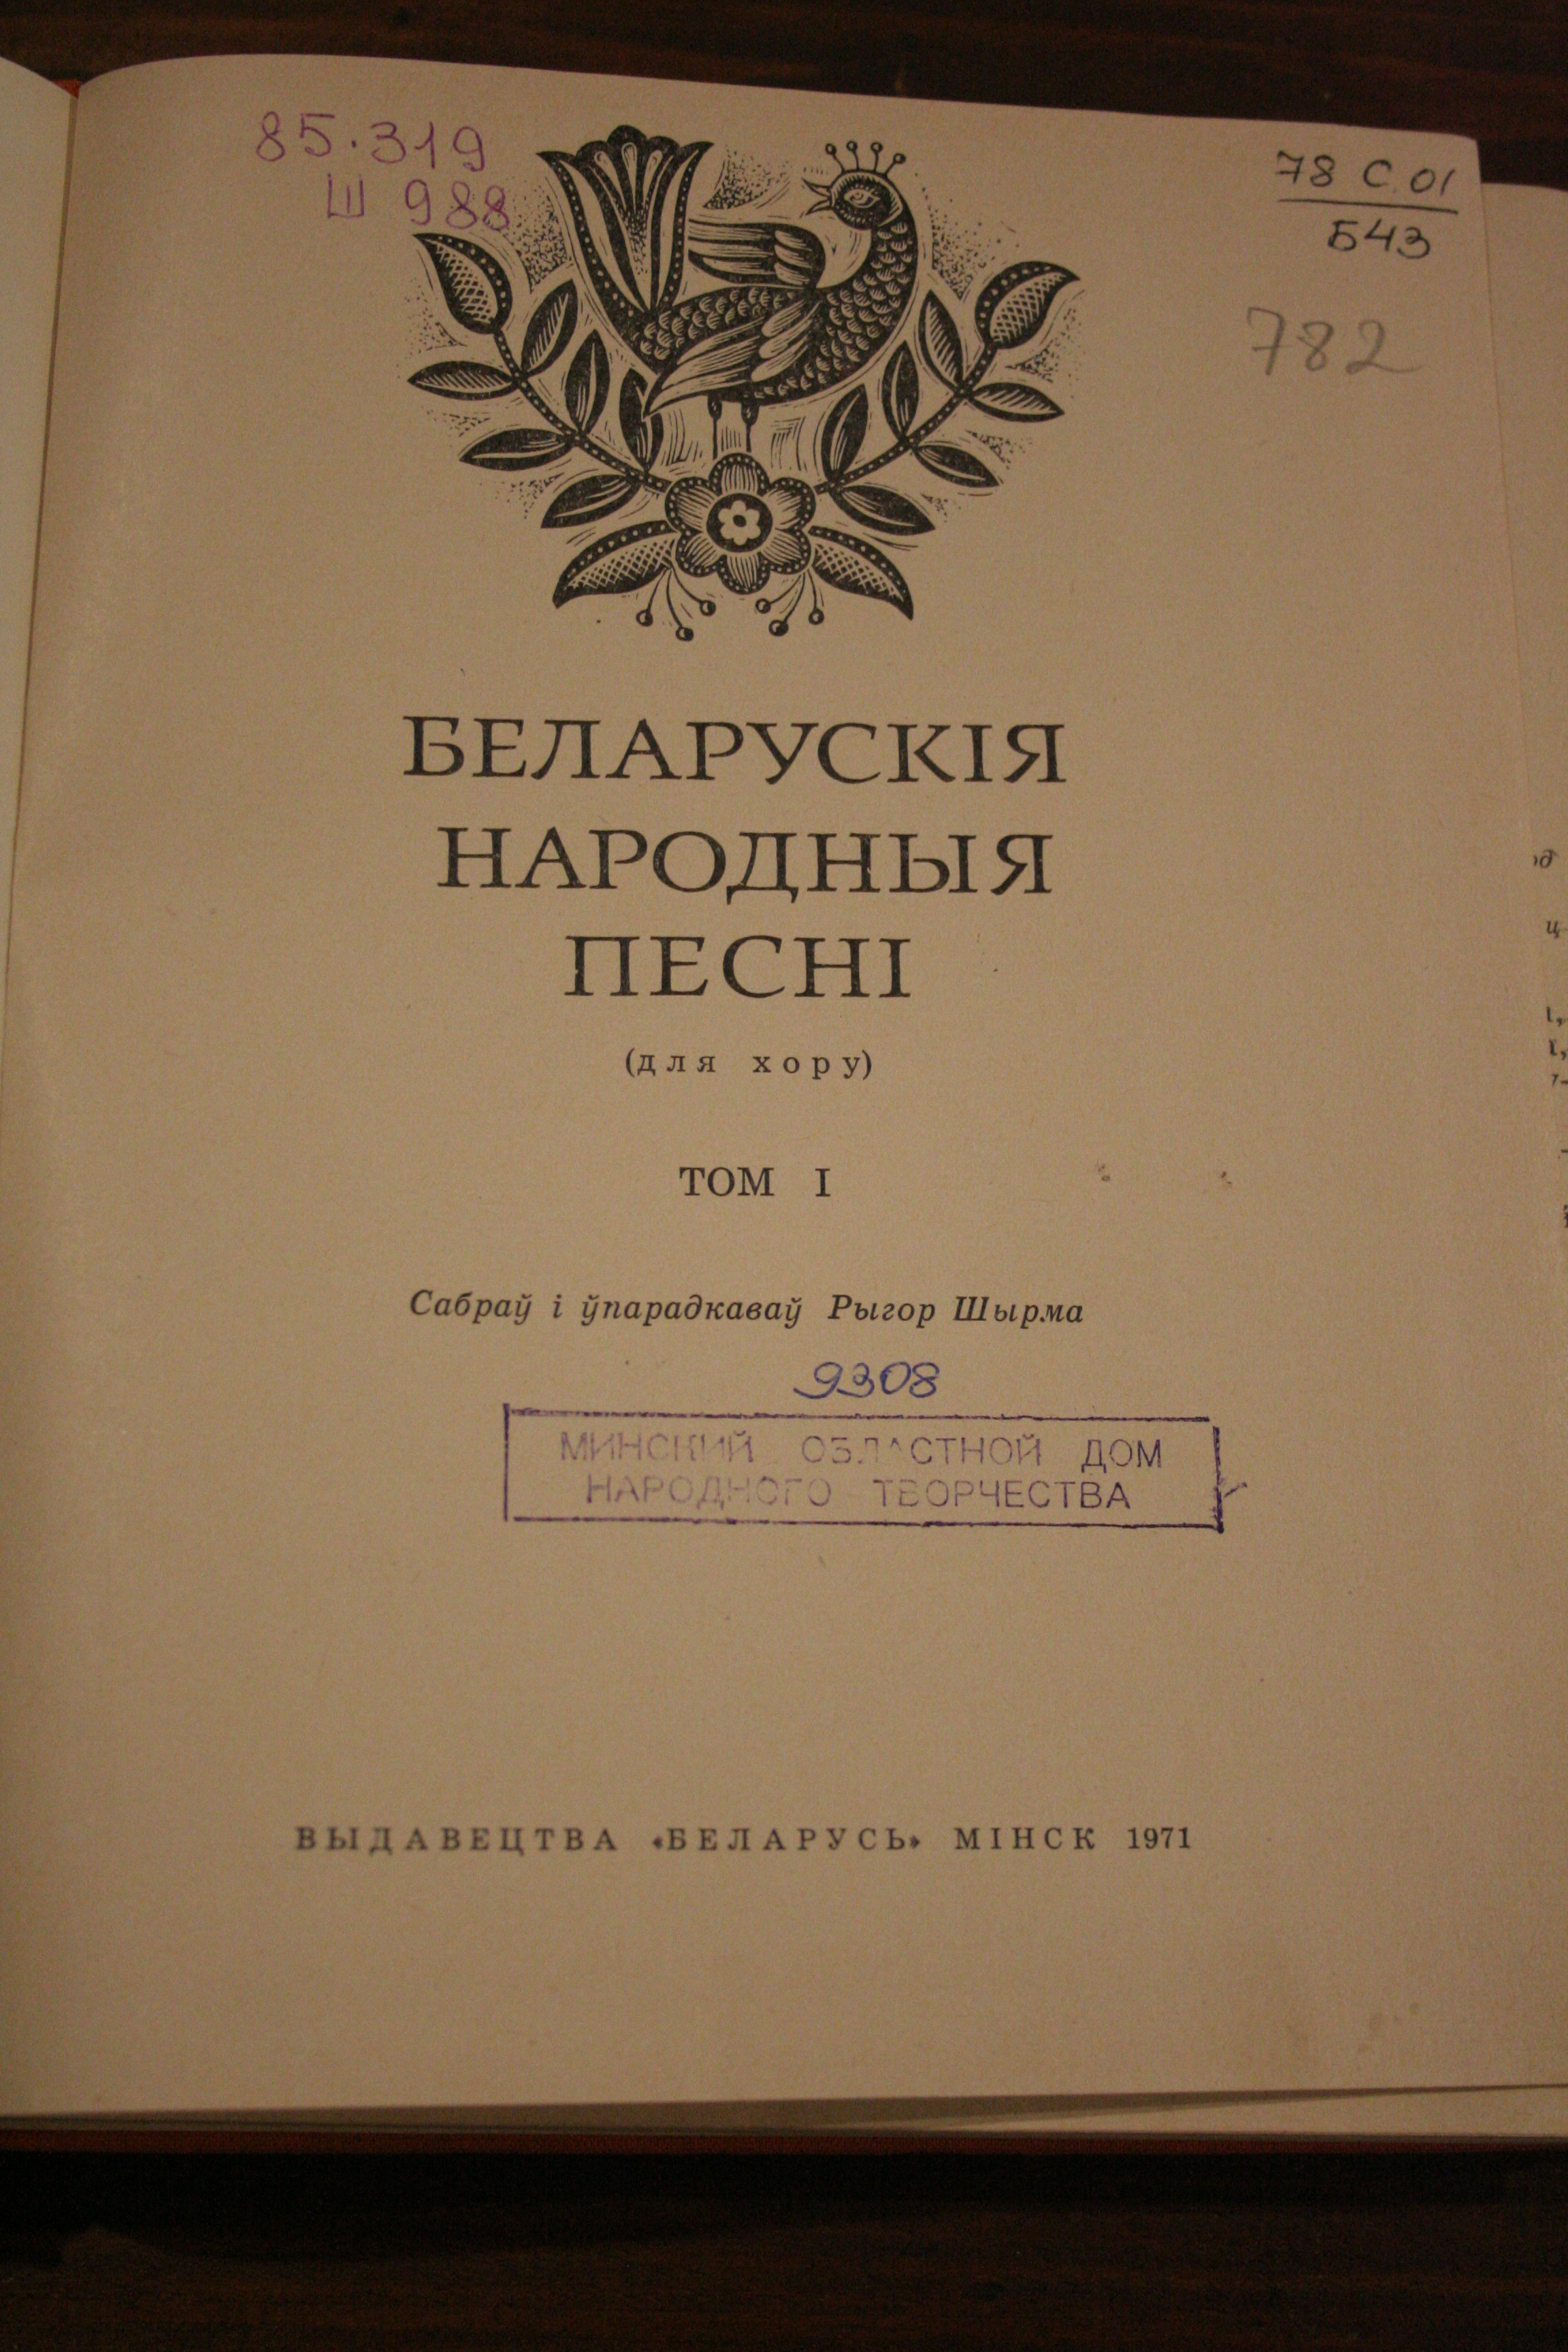 85.319
Ш 988
78 С 01
Б43
782
БЕЛАРУСКІЯ
НАРОДНЫЯ
ПЕСНІ
(для хору)
ТОМ I
Сабраў і ўпарадкаваў Рыгор Шырма
9308
МИНСКИЙ ОБЛАСТНОЙ ДОМ
НАРОДНОГО ТВОРЧЕСТВА
ВЫДАВЕЦТВА «БЕЛАРУСЬ» МІНСК 1971